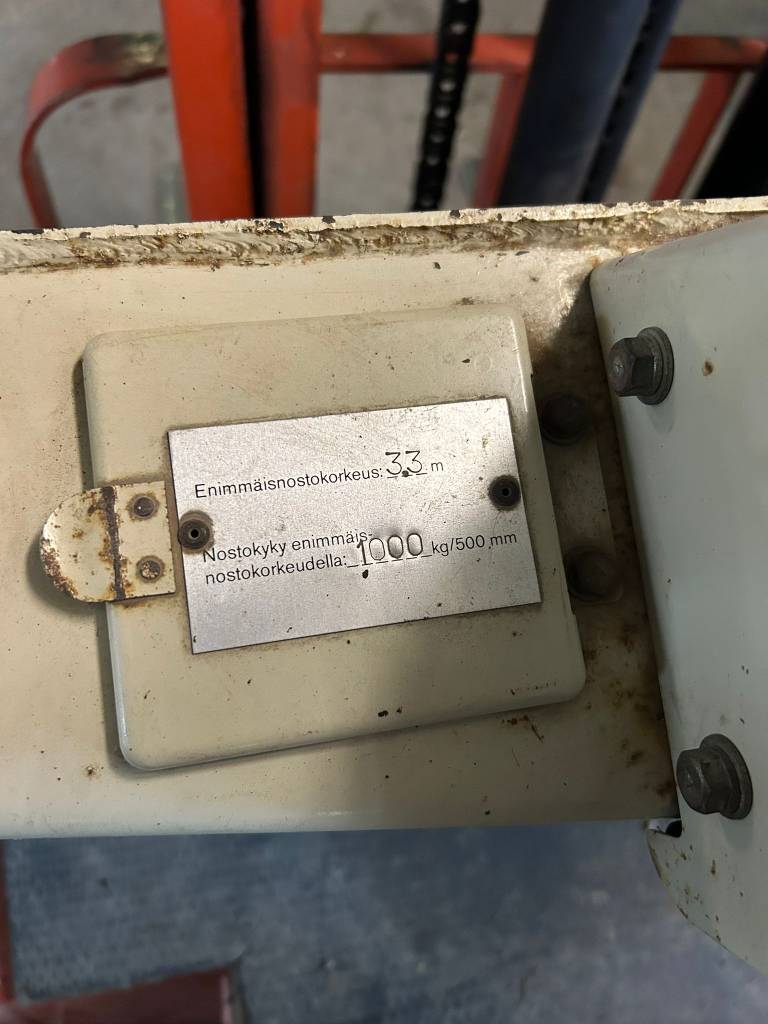 Enimmäisnostokorkeus: 3.3 m
Nostokyky enimmäis-
nostokorkeudella: 1000 kg/500 mm